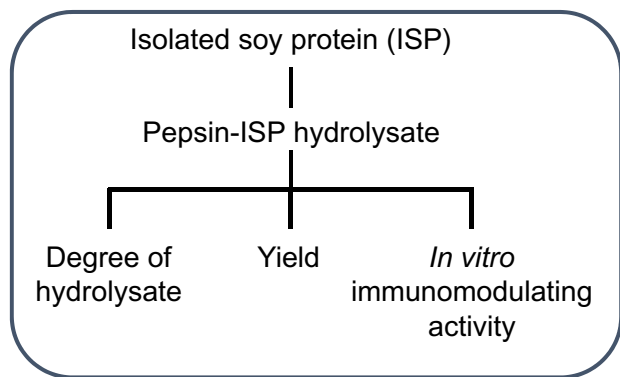 Isolated soy protein (ISP)
Pepsin-ISP hydrolysate
Degree of
hydrolysate
Yield
In vitro
immunomodulating
activity